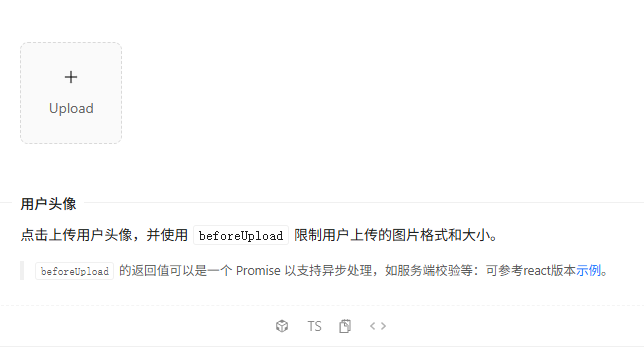 Upload
用户头像
点击上传用户头像，并使用 beforeUpload 限制用户上传的图片格式和大小。
beforeUpload 的返回值可以是一个 Promise 以支持异步处理，如服务端校验等：可参考react版本示例。
TS